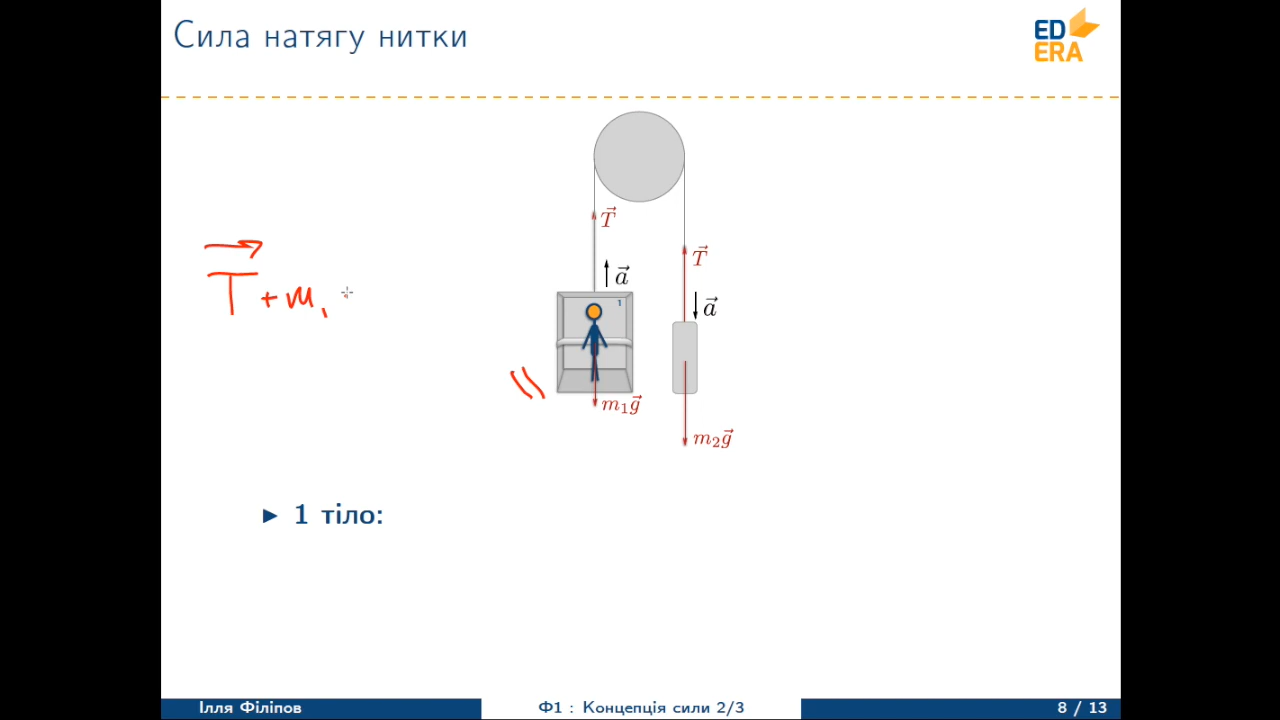 Сила натягу нитки
ED
ERA
T⃗
T⃗
a⃗
a⃗
T⃗ + m₁
1
m₁g⃗
m₂g⃗
► 1 тіло:
Ілля Філіпов
Ф1 : Концепція сили 2/3
8 / 13